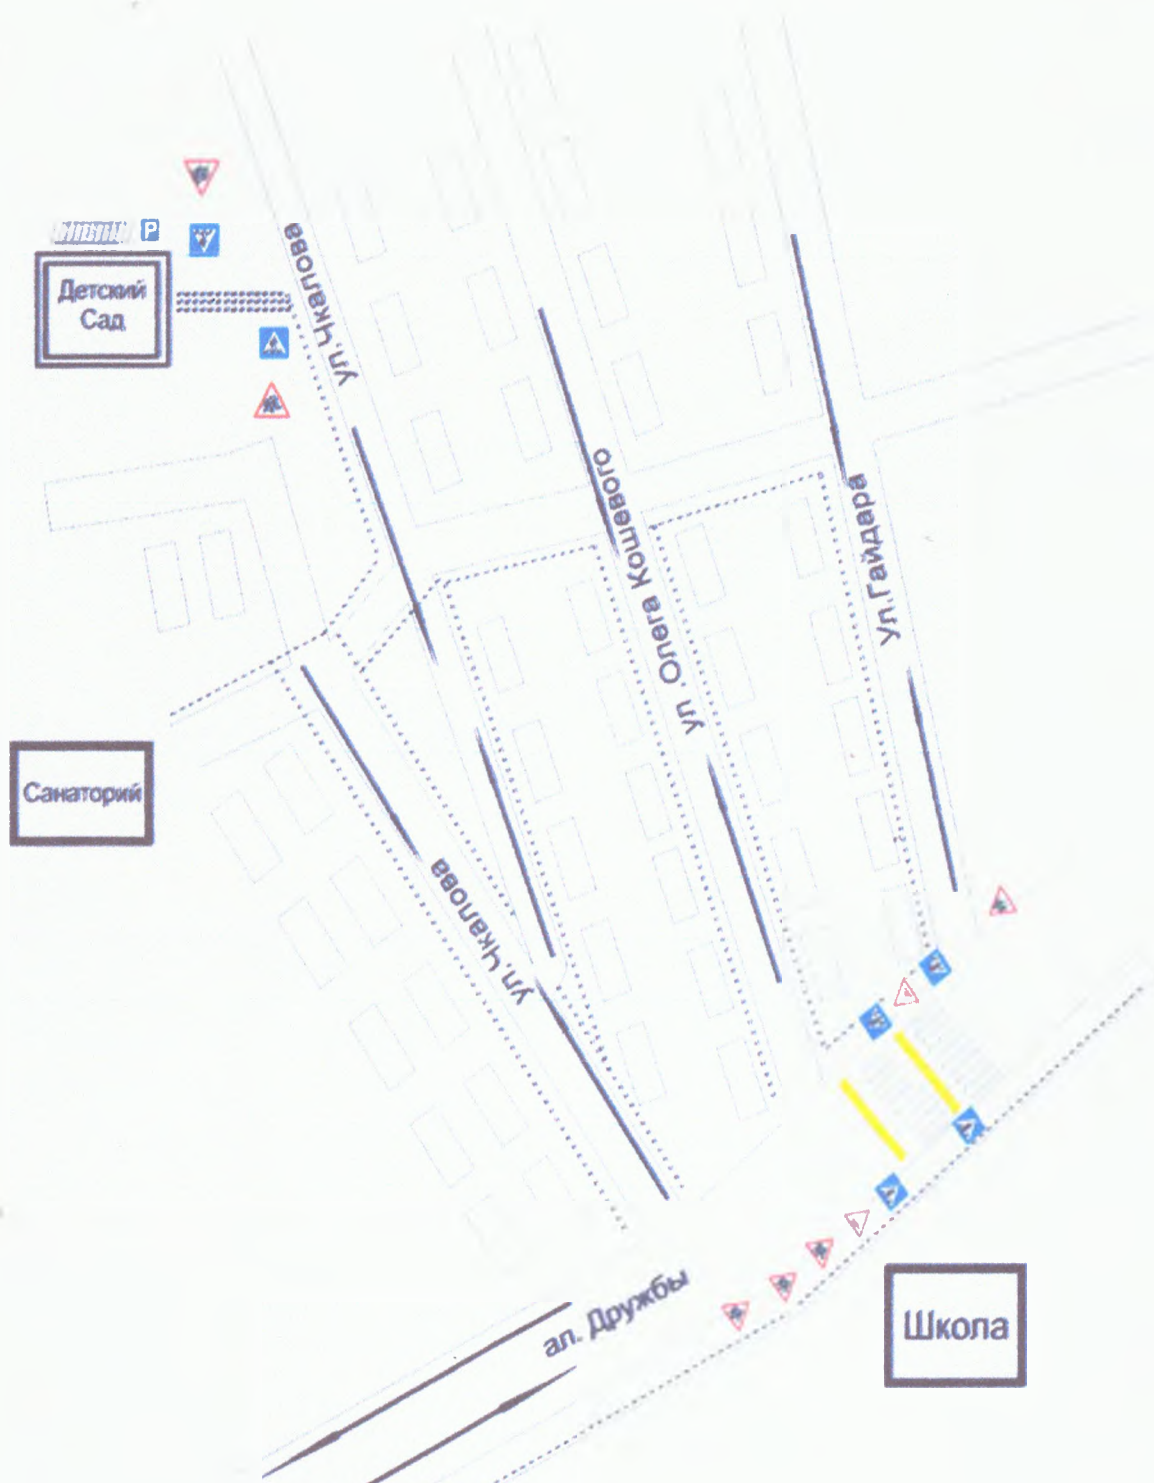 P
Детский
Сад
ул.Чкалова
ул. Олега Кошевого
Ул.Гайдара
Санаторий
ул.Чкалова
ал. Дружбы
Школа